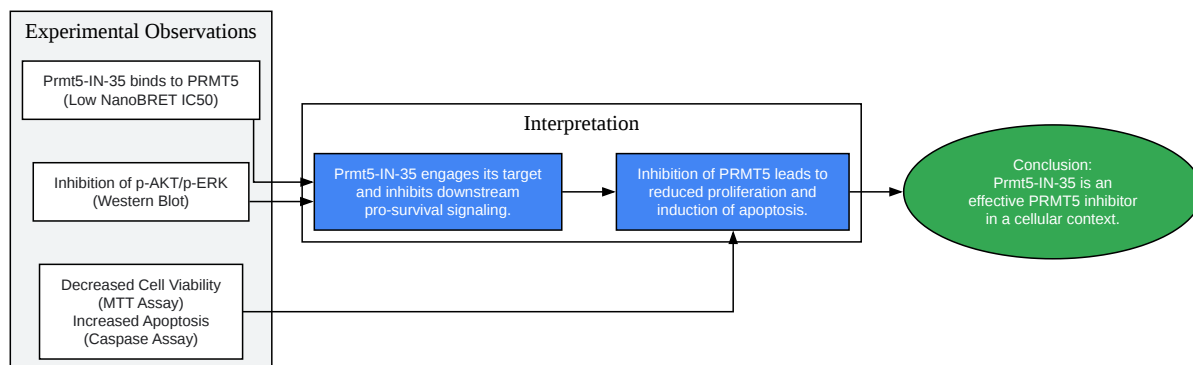 Experimental Observations
Prmt5-IN-35 binds to PRMT5
(Low NanoBRET IC50)
Inhibition of p-AKT/p-ERK
(Western Blot)
Decreased Cell Viability
(MTT Assay)
Increased Apoptosis
(Caspase Assay)
Interpretation
Prmt5-IN-35 engages its target
and inhibits downstream
pro-survival signaling.
Inhibition of PRMT5 leads to
reduced proliferation and
induction of apoptosis.
Conclusion:
Prmt5-IN-35 is an
effective PRMT5 inhibitor
in a cellular context.